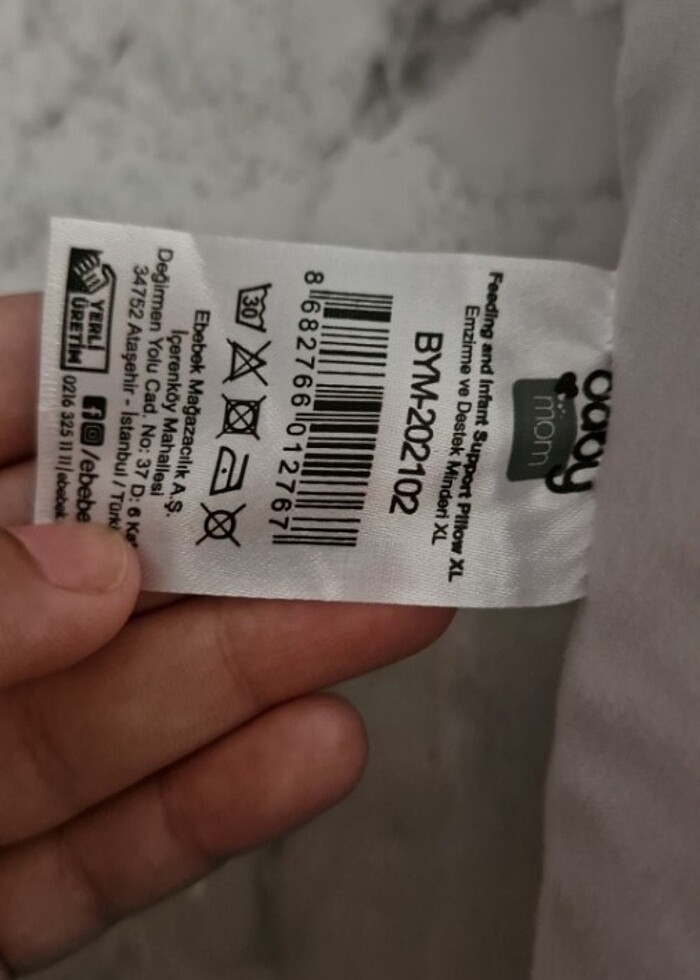 baby
mom
Feeding and Infant Support Pillow XL
Emzirme ve Destek Minderi XL
BYM-202102
8 682766 012767
30
Ebebek Mağazacılık A.Ş.
İçerenköy Mahallesi
Değirmen Yolu Cad. No: 37 D: 6
34752 Ataşehir - İstanbul /
YERLİ
ÜRETİM
/ebebe
0216 325 11 11 | ebebek